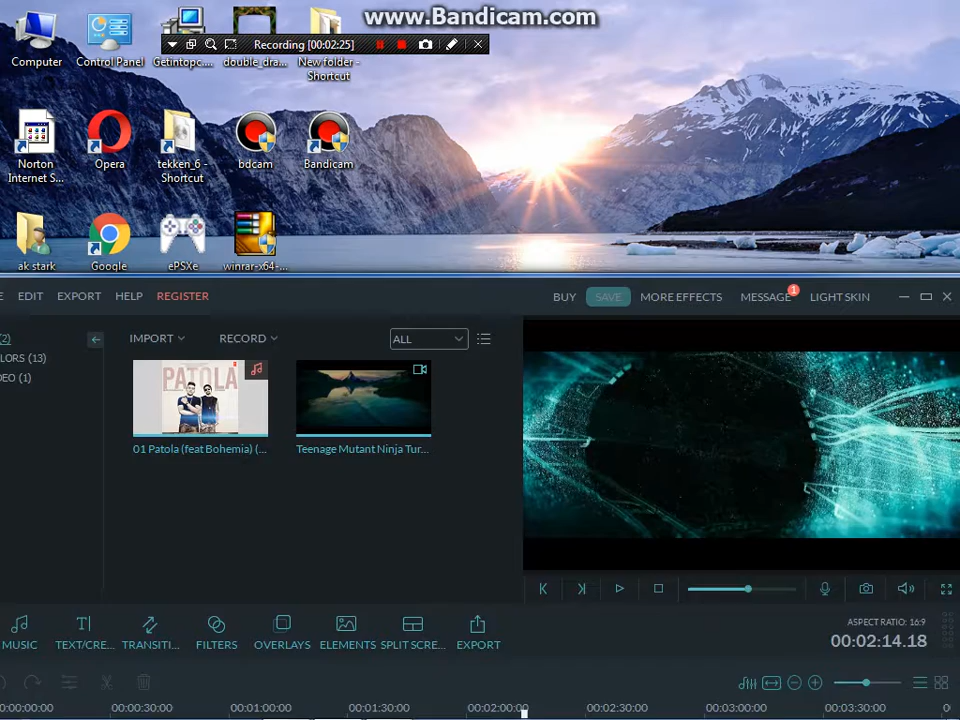 www.Bandicam.com
Recording [00:02:25]
Computer
Control Panel
Getintopc....
double_dra...
New folder -
Shortcut
Norton
Internet S...
Opera
tekken_6 -
Shortcut
bdcam
Bandicam
ak stark
Google
ePSXe
winrar-x64-...
E EDIT EXPORT HELP REGISTER
BUY SAVE MORE EFFECTS MESSAGE 1 LIGHT SKIN
(2)
LORS (13)
DEO (1)
IMPORT RECORD ALL
PATOLA
01 Patola (feat Bohemia) (...
Teenage Mutant Ninja Tur...
MUSIC TEXT/CRE... TRANSITI... FILTERS OVERLAYS ELEMENTS SPLIT SCRE... EXPORT
ASPECT RATIO: 16:9
00:02:14.18
00:00:00:00 00:00:30:00 00:01:00:00 00:01:30:00 00:02:00:00 00:02:30:00 00:03:00:00 00:03:30:00